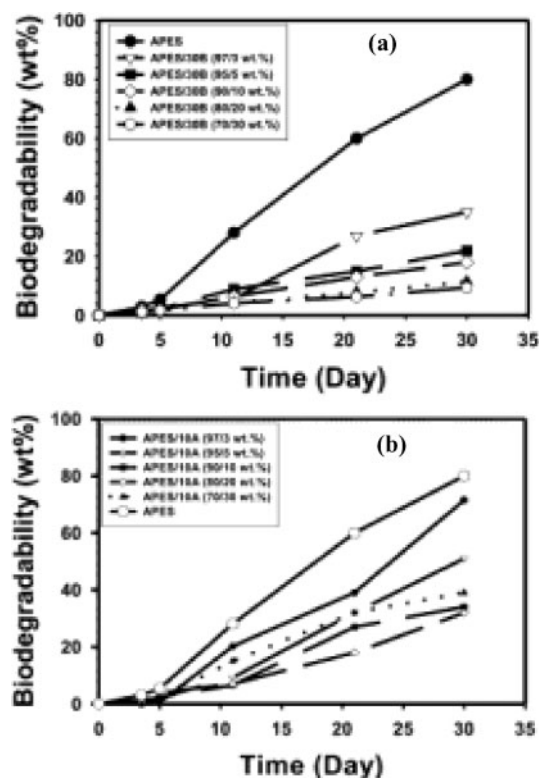 (a)
APES
APES/30B (97/3 wt.%)
APES/30B (95/5 wt.%)
APES/30B (90/10 wt.%)
APES/30B (80/20 wt.%)
APES/30B (70/30 wt.%)
Biodegradability (wt%)
100
80
60
40
20
0
0 5 10 15 20 25 30 35
Time (Day)
(b)
APES/10A (97/3 wt.%)
APES/10A (95/5 wt.%)
APES/10A (90/10 wt.%)
APES/10A (80/20 wt.%)
APES/10A (70/30 wt.%)
APES
Biodegradability (wt%)
100
80
60
40
20
0
0 5 10 15 20 25 30 35
Time (Day)